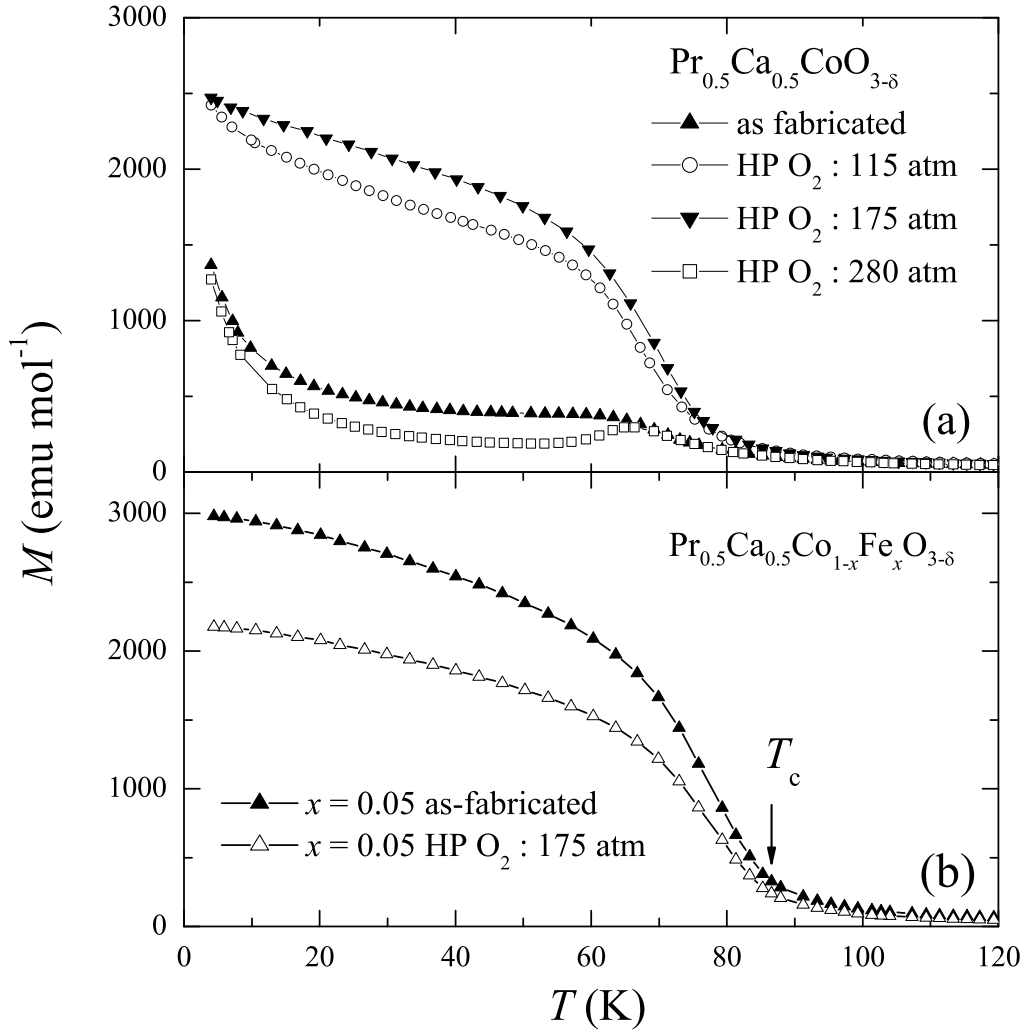 3000
Pr0.5Ca0.5CoO3-δ
as fabricated
HP O2 : 115 atm
HP O2 : 175 atm
HP O2 : 280 atm
2000
1000
(a)
0
M (emu mol-1)
3000
Pr0.5Ca0.5Co1-xFexO3-δ
2000
Tc
1000
x = 0.05 as-fabricated
x = 0.05 HP O2 : 175 atm
(b)
0
0 20 40 60 80 100 120
T (K)